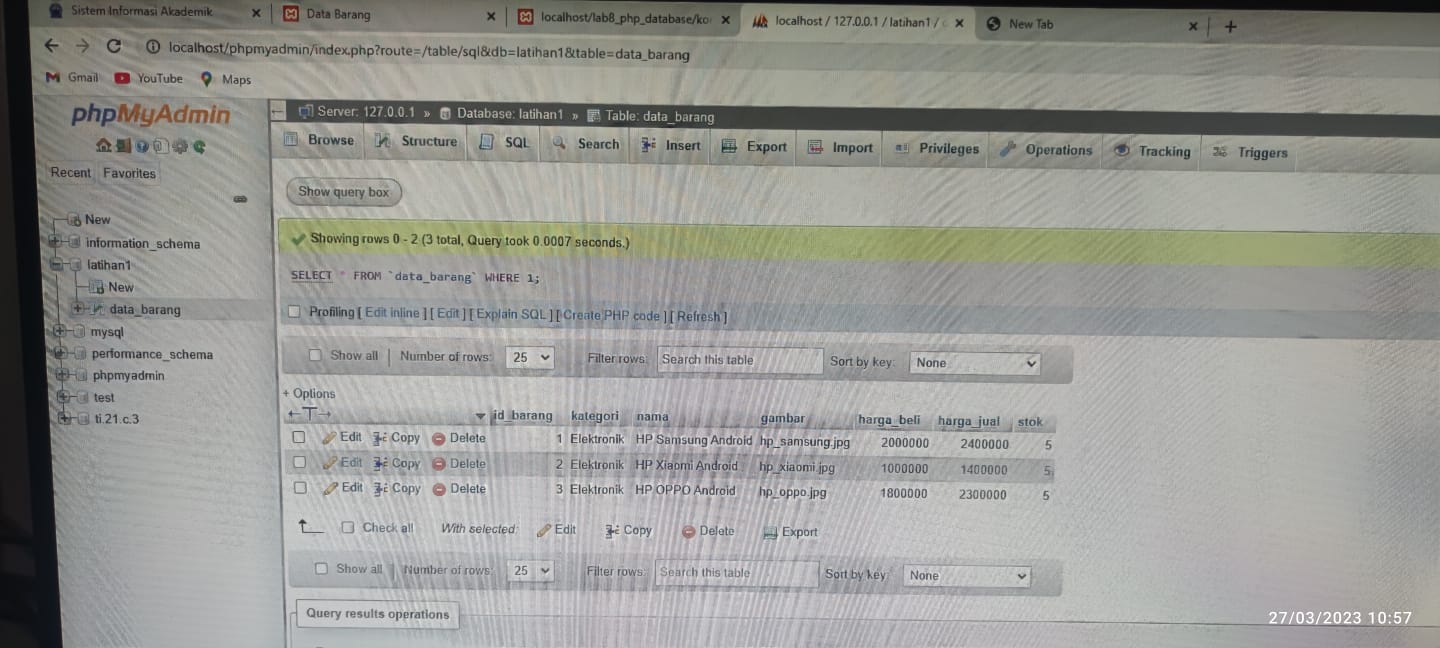 Sistem Informasi Akademik
Data Barang
localhost/lab8_php_database/ko
localhost / 127.0.0.1 / latihan1 /
New Tab
localhost/phpmyadmin/index.php?route=/table/sql&db=latihan1&table=data_barang
Gmail YouTube Maps
phpMyAdmin
Recent Favorites
New
information_schema
latihan1
New
data_barang
mysql
performance_schema
phpmyadmin
test
ti.21.c.3
Server: 127.0.0.1 » Database: latihan1 » Table: data_barang
Browse Structure SQL Search Insert Export Import Privileges Operations Tracking Triggers
Show query box
Showing rows 0 - 2 (3 total, Query took 0.0007 seconds.)
SELECT * FROM `data_barang` WHERE 1;
Profiling [ Edit inline ] [ Edit ] [ Explain SQL ] [ Create PHP code ] [ Refresh ]
Show all | Number of rows: 25 Filter rows: Search this table Sort by key: None
+ Options
←T→ id_barang kategori nama gambar harga_beli harga_jual stok
Edit Copy Delete 1 Elektronik HP Samsung Android hp_samsung.jpg 2000000 2400000 5
Edit Copy Delete 2 Elektronik HP Xiaomi Android hp_xiaomi.jpg 1000000 1400000 5
Edit Copy Delete 3 Elektronik HP OPPO Android hp_oppo.jpg 1800000 2300000 5
Check all With selected: Edit Copy Delete Export
Show all | Number of rows: 25 Filter rows: Search this table Sort by key: None
Query results operations
27/03/2023 10:57